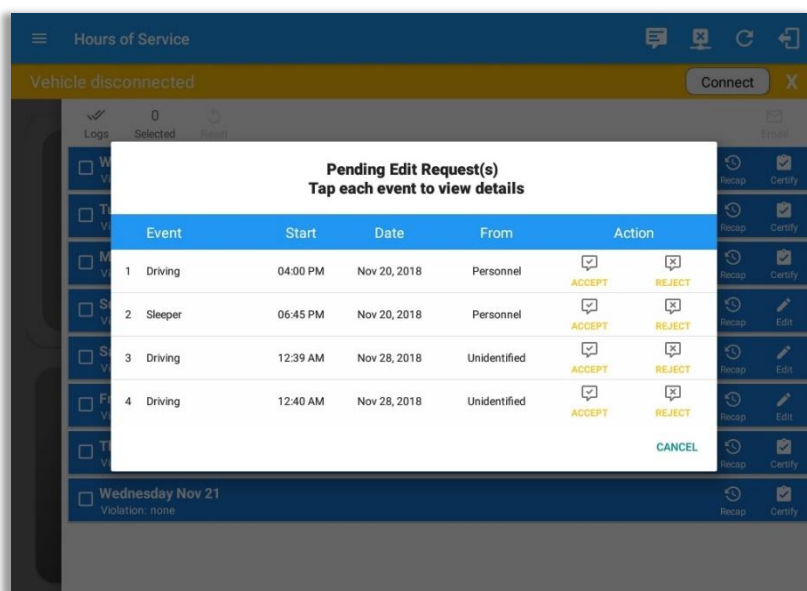 Hours of Service
Vehicle disconnected
Connect X
Logs
0
Selected
Reset
Email
Pending Edit Request(s)
Tap each event to view details
Event Start Date From Action
1 Driving 04:00 PM Nov 20, 2018 Personnel ACCEPT REJECT
2 Sleeper 06:45 PM Nov 20, 2018 Personnel ACCEPT REJECT
3 Driving 12:39 AM Nov 28, 2018 Unidentified ACCEPT REJECT
4 Driving 12:40 AM Nov 28, 2018 Unidentified ACCEPT REJECT
CANCEL
Recap Certify
Recap Certify
Recap Certify
Recap Edit
Recap Edit
Recap Edit
Recap Certify
Wednesday Nov 21
Violation: none
Recap Certify